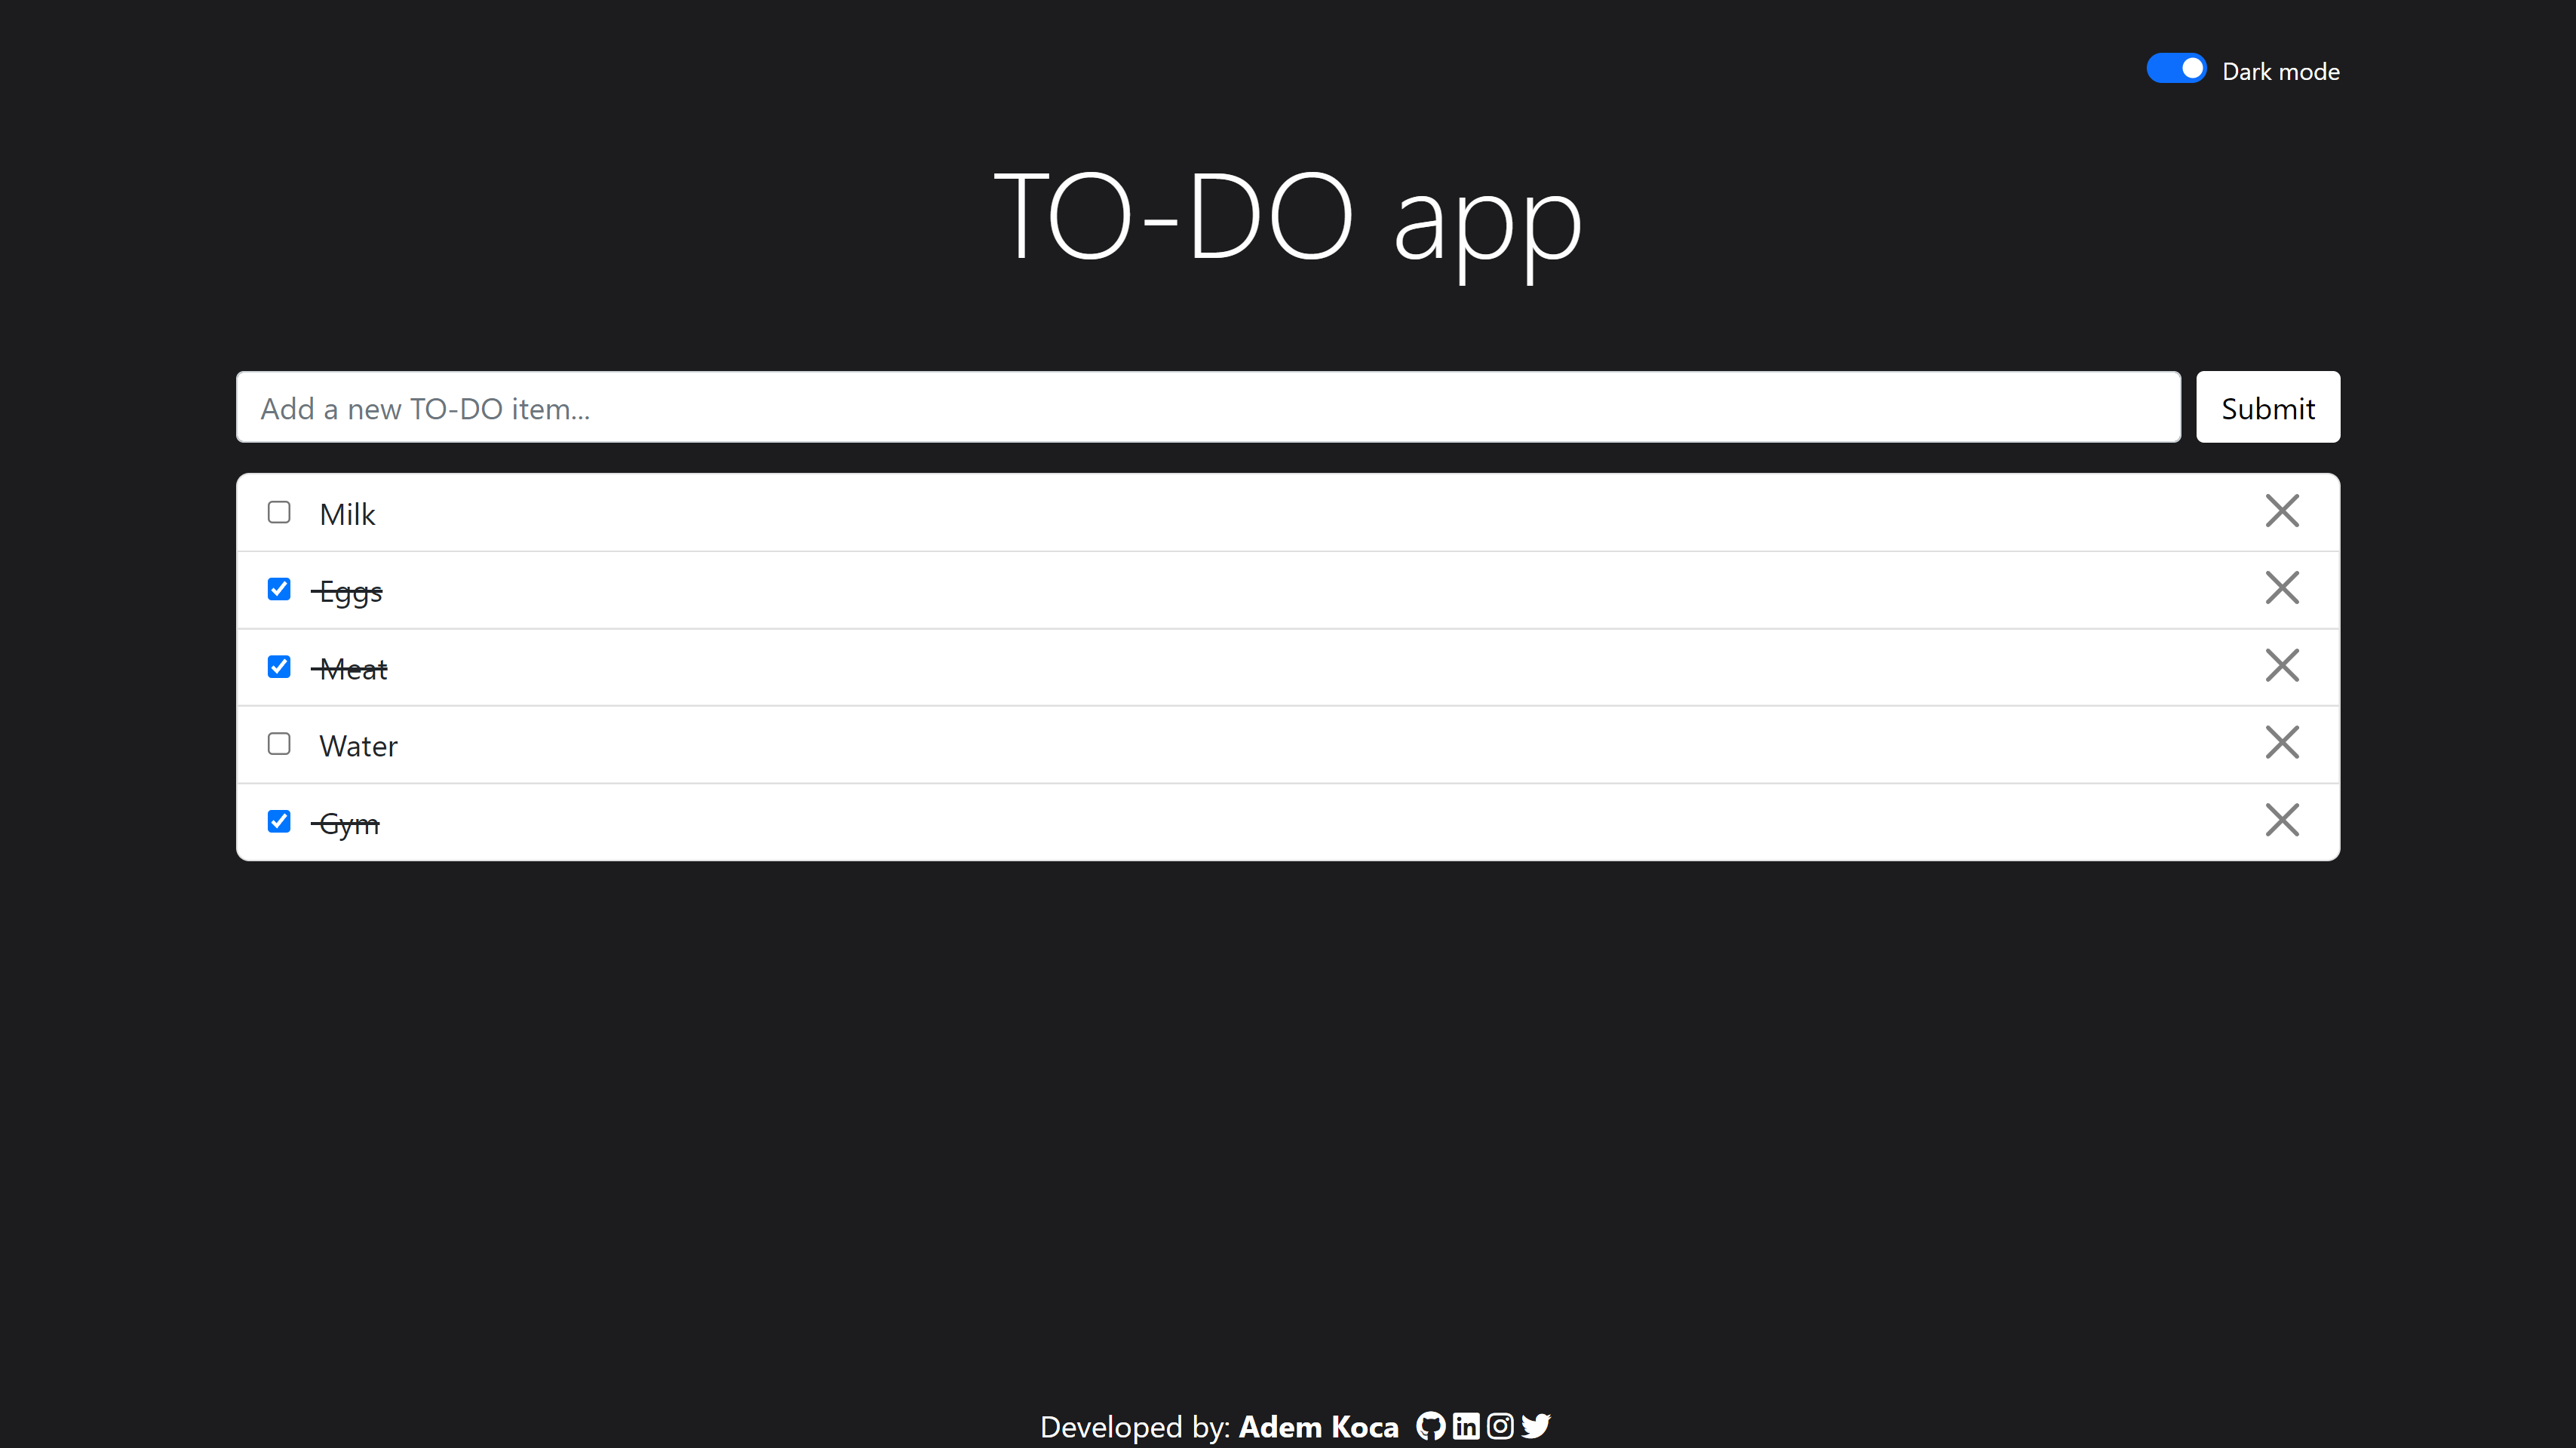 Dark mode
TO-DO app
Add a new TO-DO item...
Submit
Milk
Eggs
Meat
Water
Gym
Developed by: Adem Koca